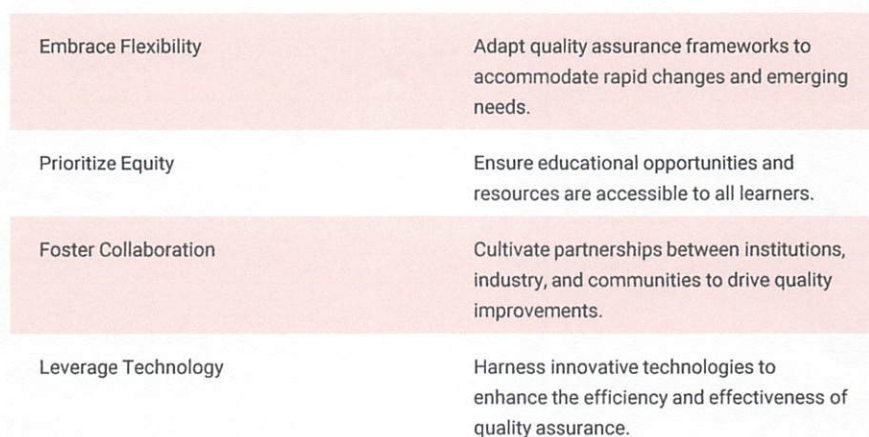 Embrace Flexibility
Adapt quality assurance frameworks to
accommodate rapid changes and emerging
needs.
Prioritize Equity
Ensure educational opportunities and
resources are accessible to all learners.
Foster Collaboration
Cultivate partnerships between institutions,
industry, and communities to drive quality
improvements.
Leverage Technology
Harness innovative technologies to
enhance the efficiency and effectiveness of
quality assurance.